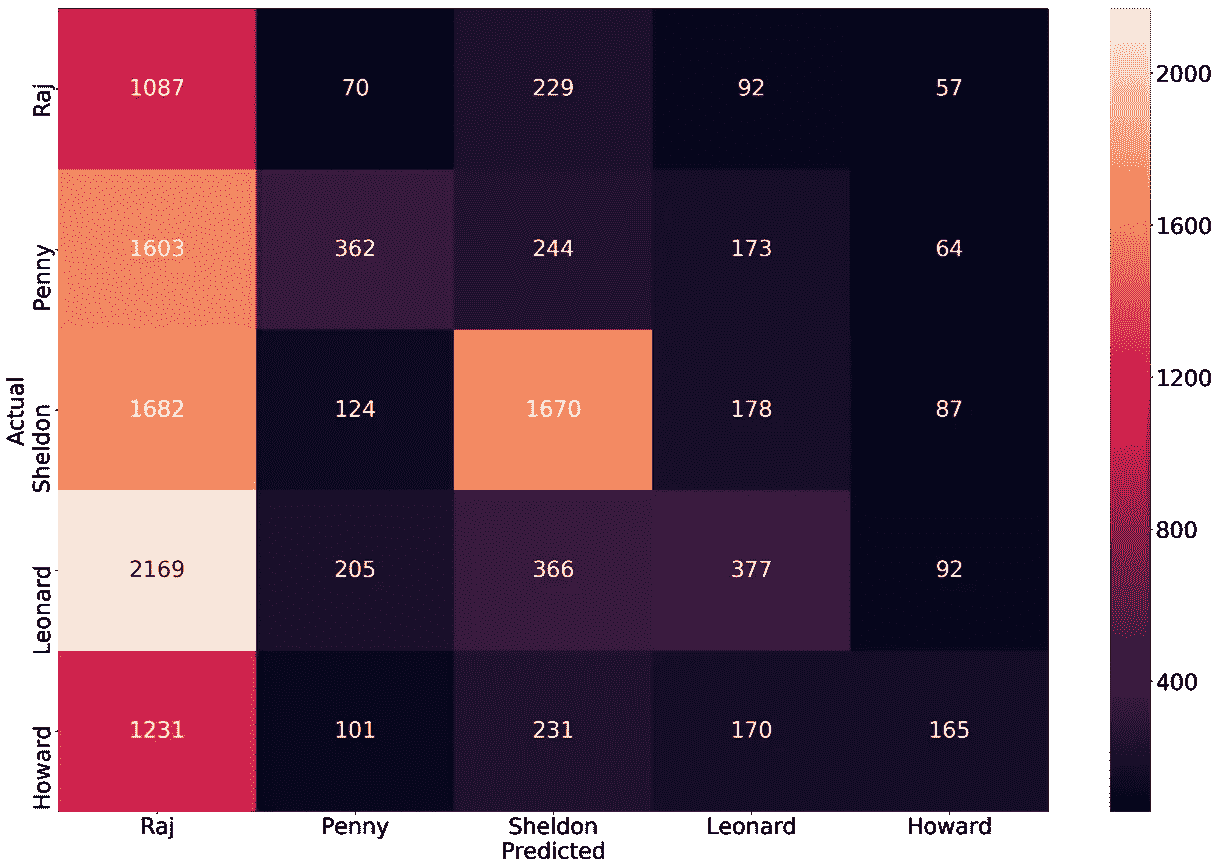 Actual
Raj 1087 70 229 92 57
Penny 1603 362 244 173 64
Sheldon 1682 124 1670 178 87
Leonard 2169 205 366 377 92
Howard 1231 101 231 170 165
Raj Penny Sheldon Leonard Howard
Predicted
2000
1600
1200
800
400